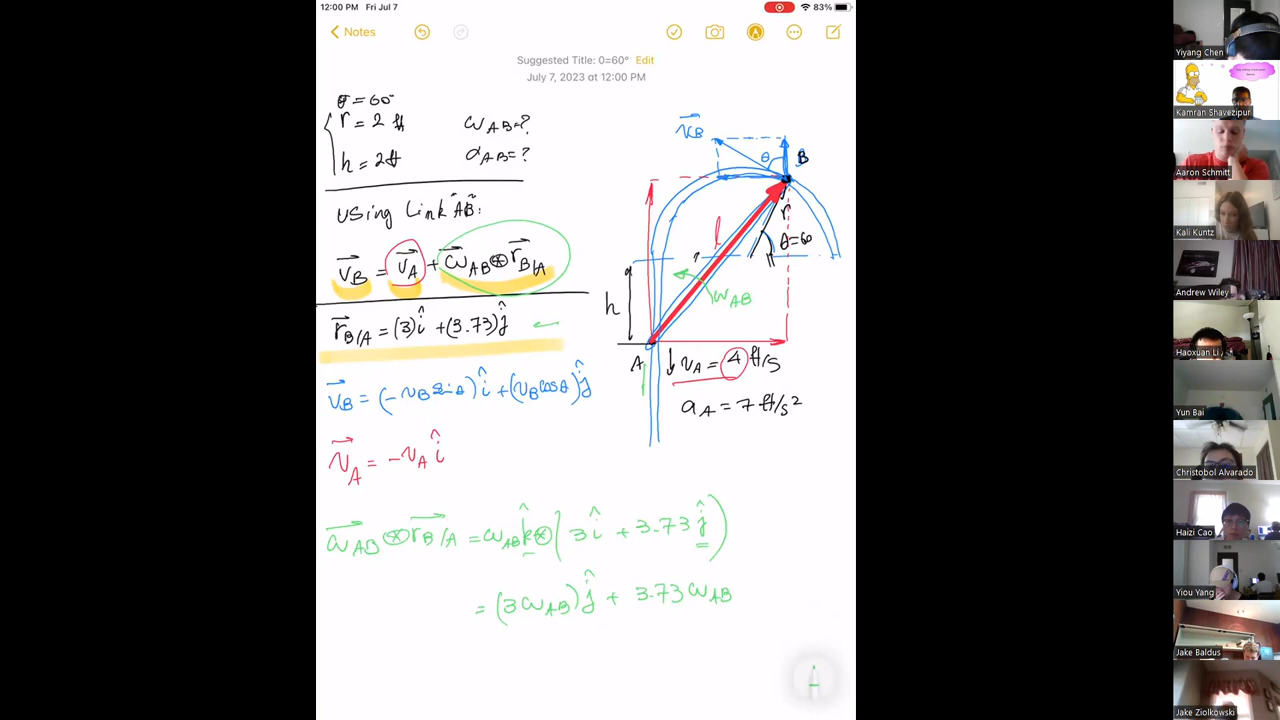 12:00 PM Fri Jul 7
83%
Notes
Suggested Title: 0=60° Edit
July 7, 2023 at 12:00 PM
θ = 60°
r = 2 ft
ω_AB = ?
h = 2 ft
α_AB = ?
Using Link AB:
v_B = v_A + ω_AB ⊗ r_B/A
r_B/A = (3)i + (3.73)j
v_B = (-v_B sin θ)i + (v_B cos θ)j
v_A = -v_A i
ω_AB ⊗ r_B/A = ω_AB k ⊗ (3i + 3.73j)
= (3ω_AB)j + 3.73 ω_AB
v_B
θ
B
r
l
θ=60
ω_AB
h
A
↓ v_A = 4 ft/s
a_A = 7 ft/s²
Yiyang Chen
Kamran Shavezipur
Aaron Schmitt
Kali Kuntz
Andrew Wiley
Haoxuan Li
Yun Bai
Christobol Alvarado
Haizi Cao
Yiou Yang
Jake Baldus
Jake Ziolkowski